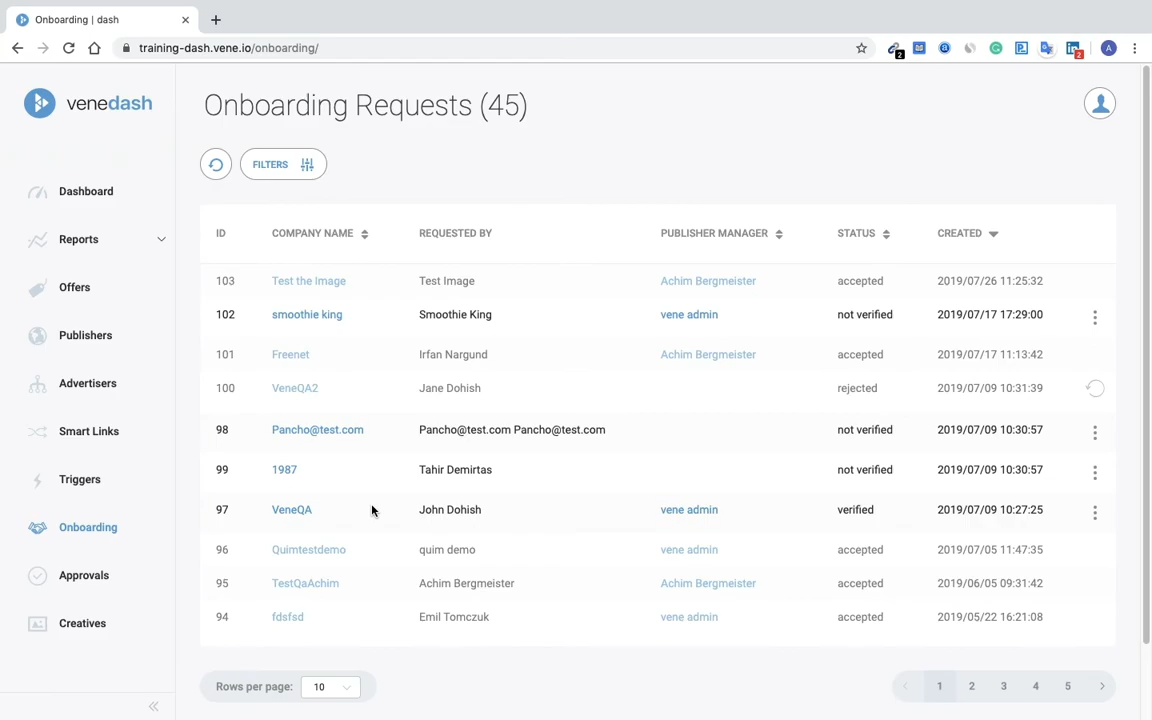 Onboarding | dash
training-dash.vene.io/onboarding/
2
2
A
venedash
Onboarding Requests (45)
FILTERS
Dashboard
Reports
Offers
Publishers
Advertisers
Smart Links
Triggers
Onboarding
Approvals
Creatives
ID COMPANY NAME REQUESTED BY PUBLISHER MANAGER STATUS CREATED
103 Test the Image Test Image Achim Bergmeister accepted 2019/07/26 11:25:32
102 smoothie king Smoothie King vene admin not verified 2019/07/17 17:29:00
101 Freenet Irfan Nargund Achim Bergmeister accepted 2019/07/17 11:13:42
100 VeneQA2 Jane Dohish rejected 2019/07/09 10:31:39
98 Pancho@test.com Pancho@test.com Pancho@test.com not verified 2019/07/09 10:30:57
99 1987 Tahir Demirtas not verified 2019/07/09 10:30:57
97 VeneQA John Dohish vene admin verified 2019/07/09 10:27:25
96 Quimtestdemo quim demo vene admin accepted 2019/07/05 11:47:35
95 TestQaAchim Achim Bergmeister Achim Bergmeister accepted 2019/06/05 09:31:42
94 fdsfsd Emil Tomczuk vene admin accepted 2019/05/22 16:21:08
Rows per page: 10
1 2 3 4 5